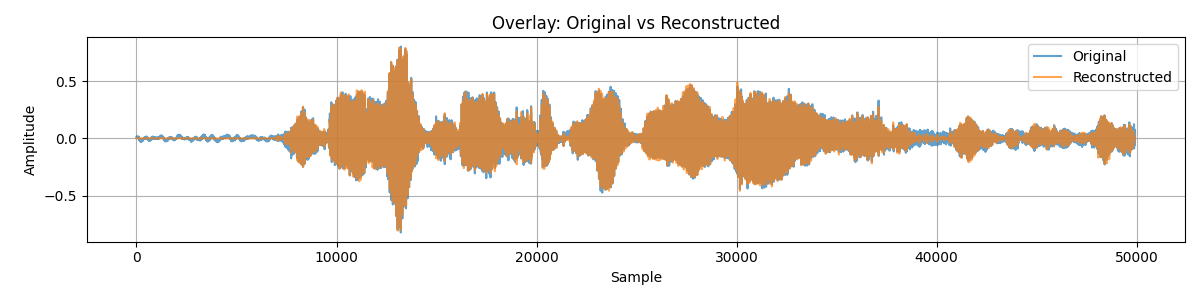 Overlay: Original vs Reconstructed
Original
Reconstructed
Amplitude
0.5
0.0
−0.5
0 10000 20000 30000 40000 50000
Sample